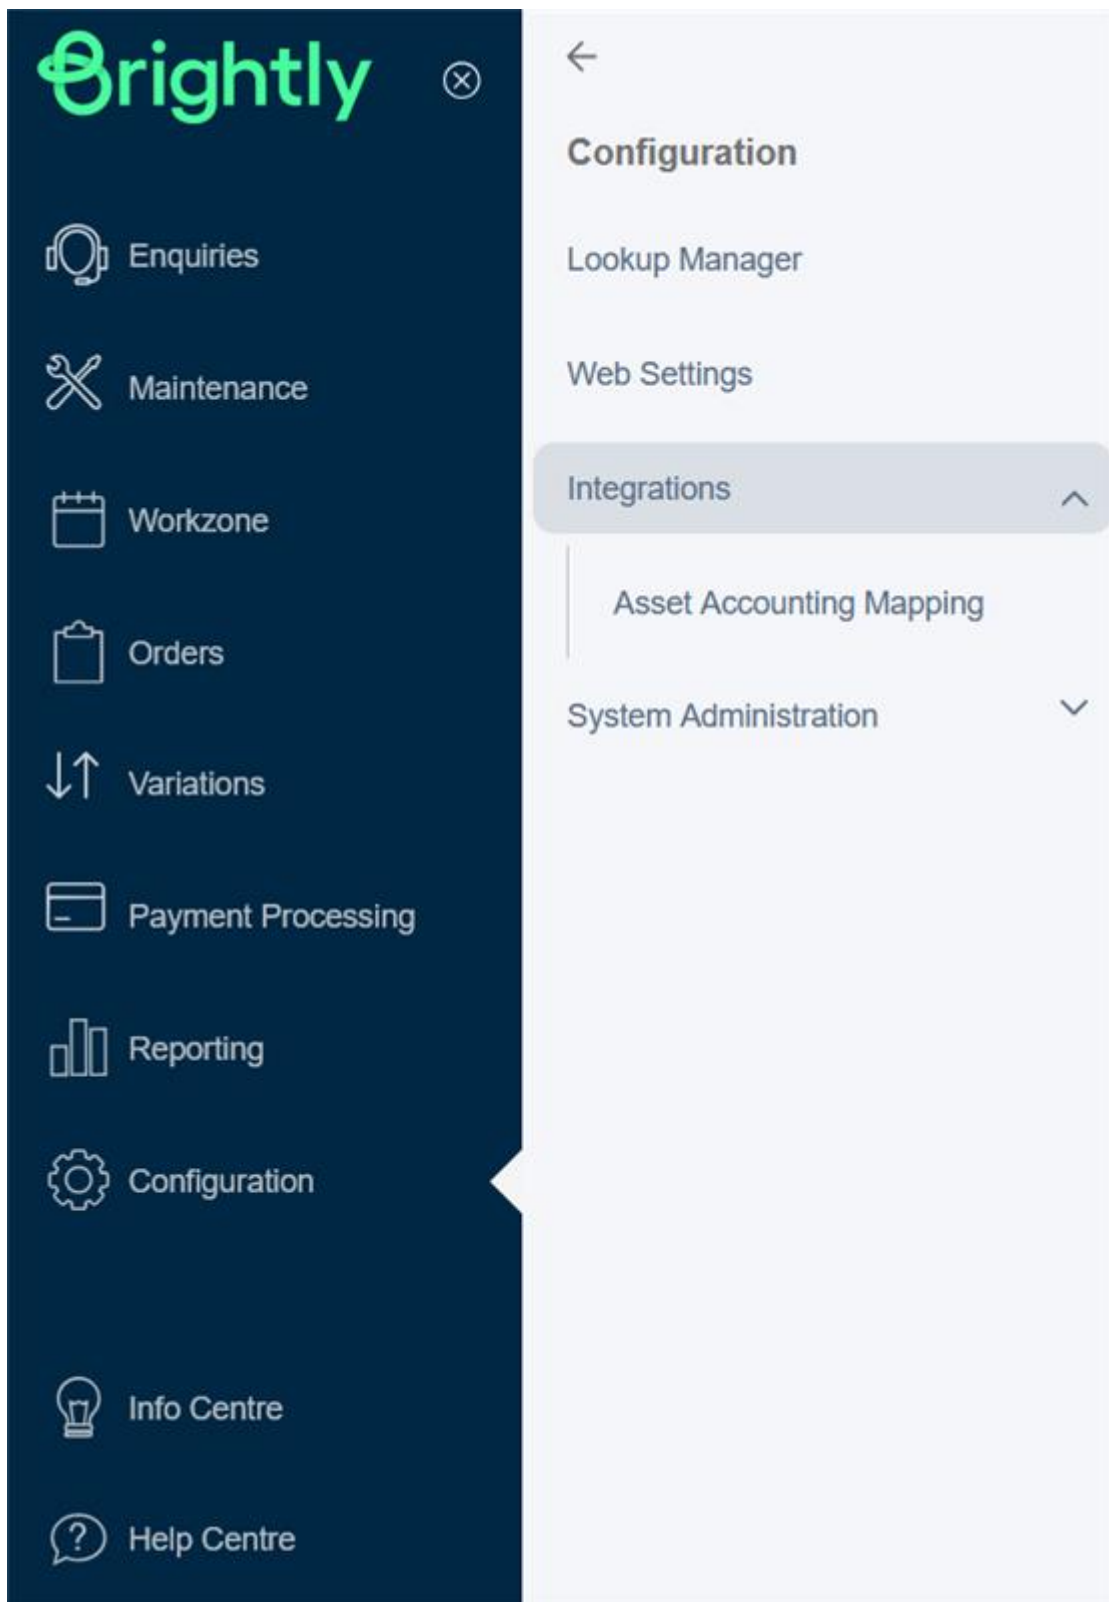 Brightly
Enquiries
Maintenance
Workzone
Orders
Variations
Payment Processing
Reporting
Configuration
Info Centre
Help Centre
Configuration
Lookup Manager
Web Settings
Integrations
Asset Accounting Mapping
System Administration